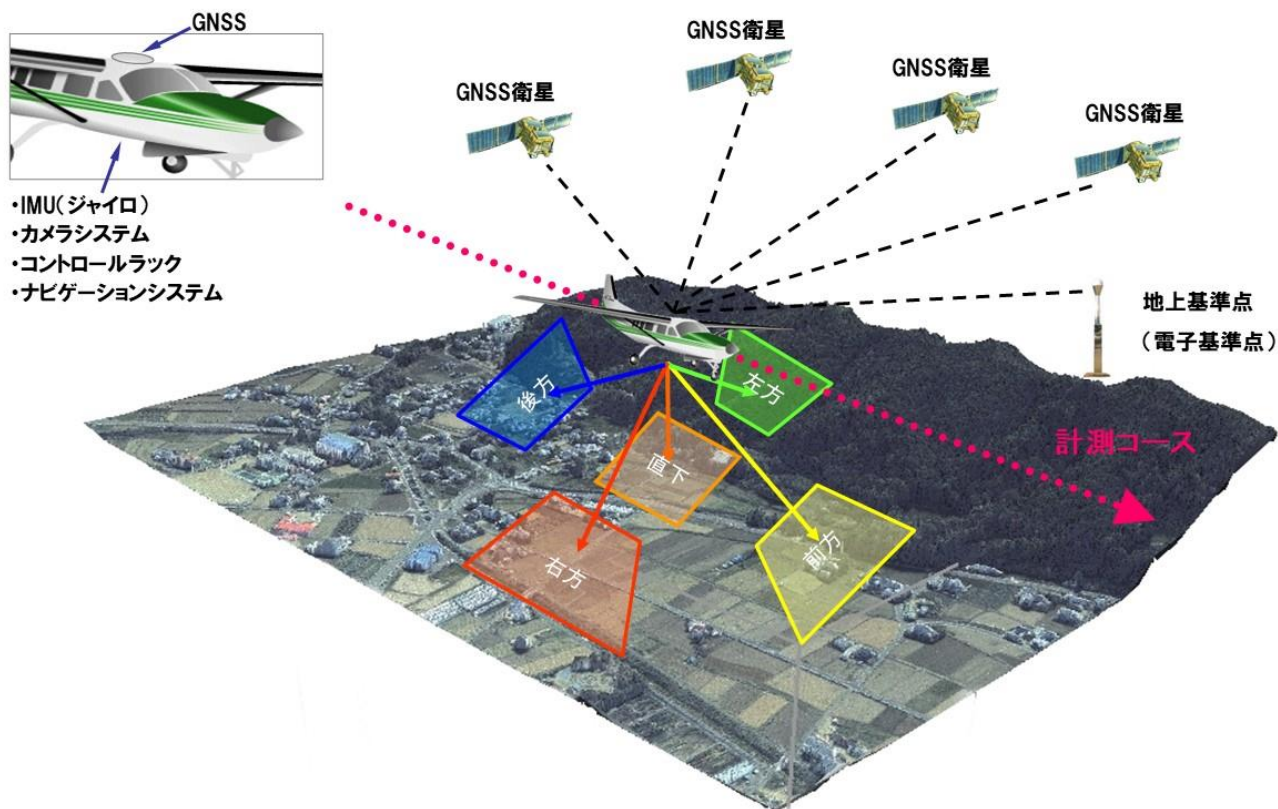 GNSS
・IMU(ジャイロ)
・カメラシステム
・コントロールラック
・ナビゲーションシステム
GNSS衛星
GNSS衛星
GNSS衛星
GNSS衛星
地上基準点
(電子基準点)
後方
左方
直下
右方
前方
計測コース